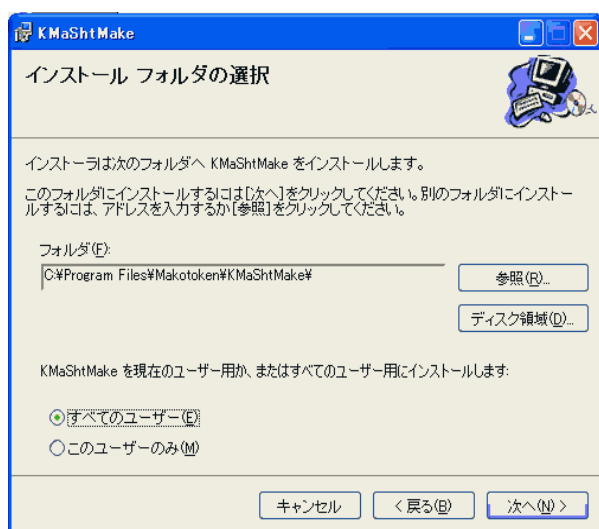 KMaShtMake
インストール フォルダの選択
インストーラは次のフォルダへ KMaShtMake をインストールします。
このフォルダにインストールするには[次へ]をクリックしてください。別のフォルダにインストー
ルするには、アドレスを入力するか[参照]をクリックしてください。
フォルダ(F):
C:¥Program Files¥Makotoken¥KMaShtMake¥
参照(R)...
ディスク領域(D)...
KMaShtMake を現在のユーザー用か、またはすべてのユーザー用にインストールします:
すべてのユーザー(E)
このユーザーのみ(M)
キャンセル
< 戻る(B)
次へ(N) >